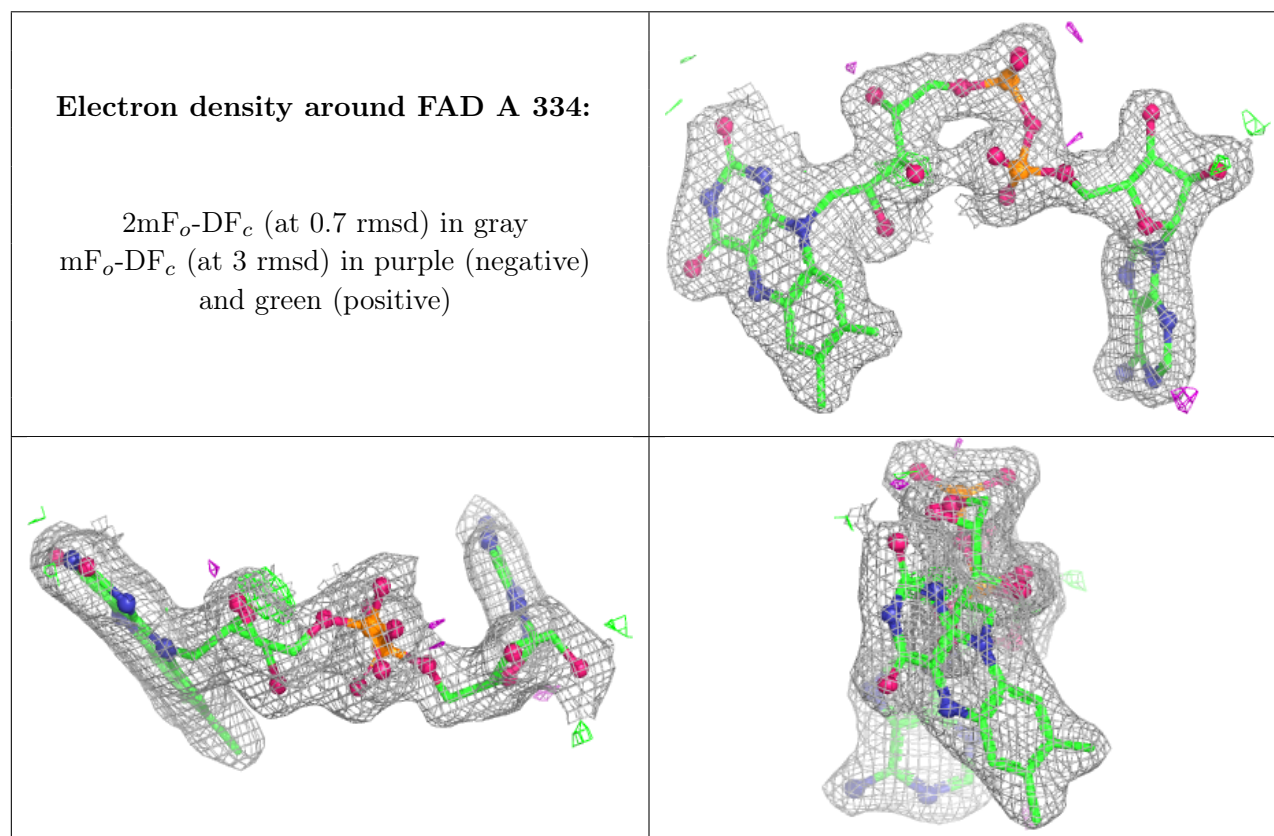 Electron density around FAD A 334:
2mFo-DFc (at 0.7 rmsd) in gray
mFo-DFc (at 3 rmsd) in purple (negative)
and green (positive)